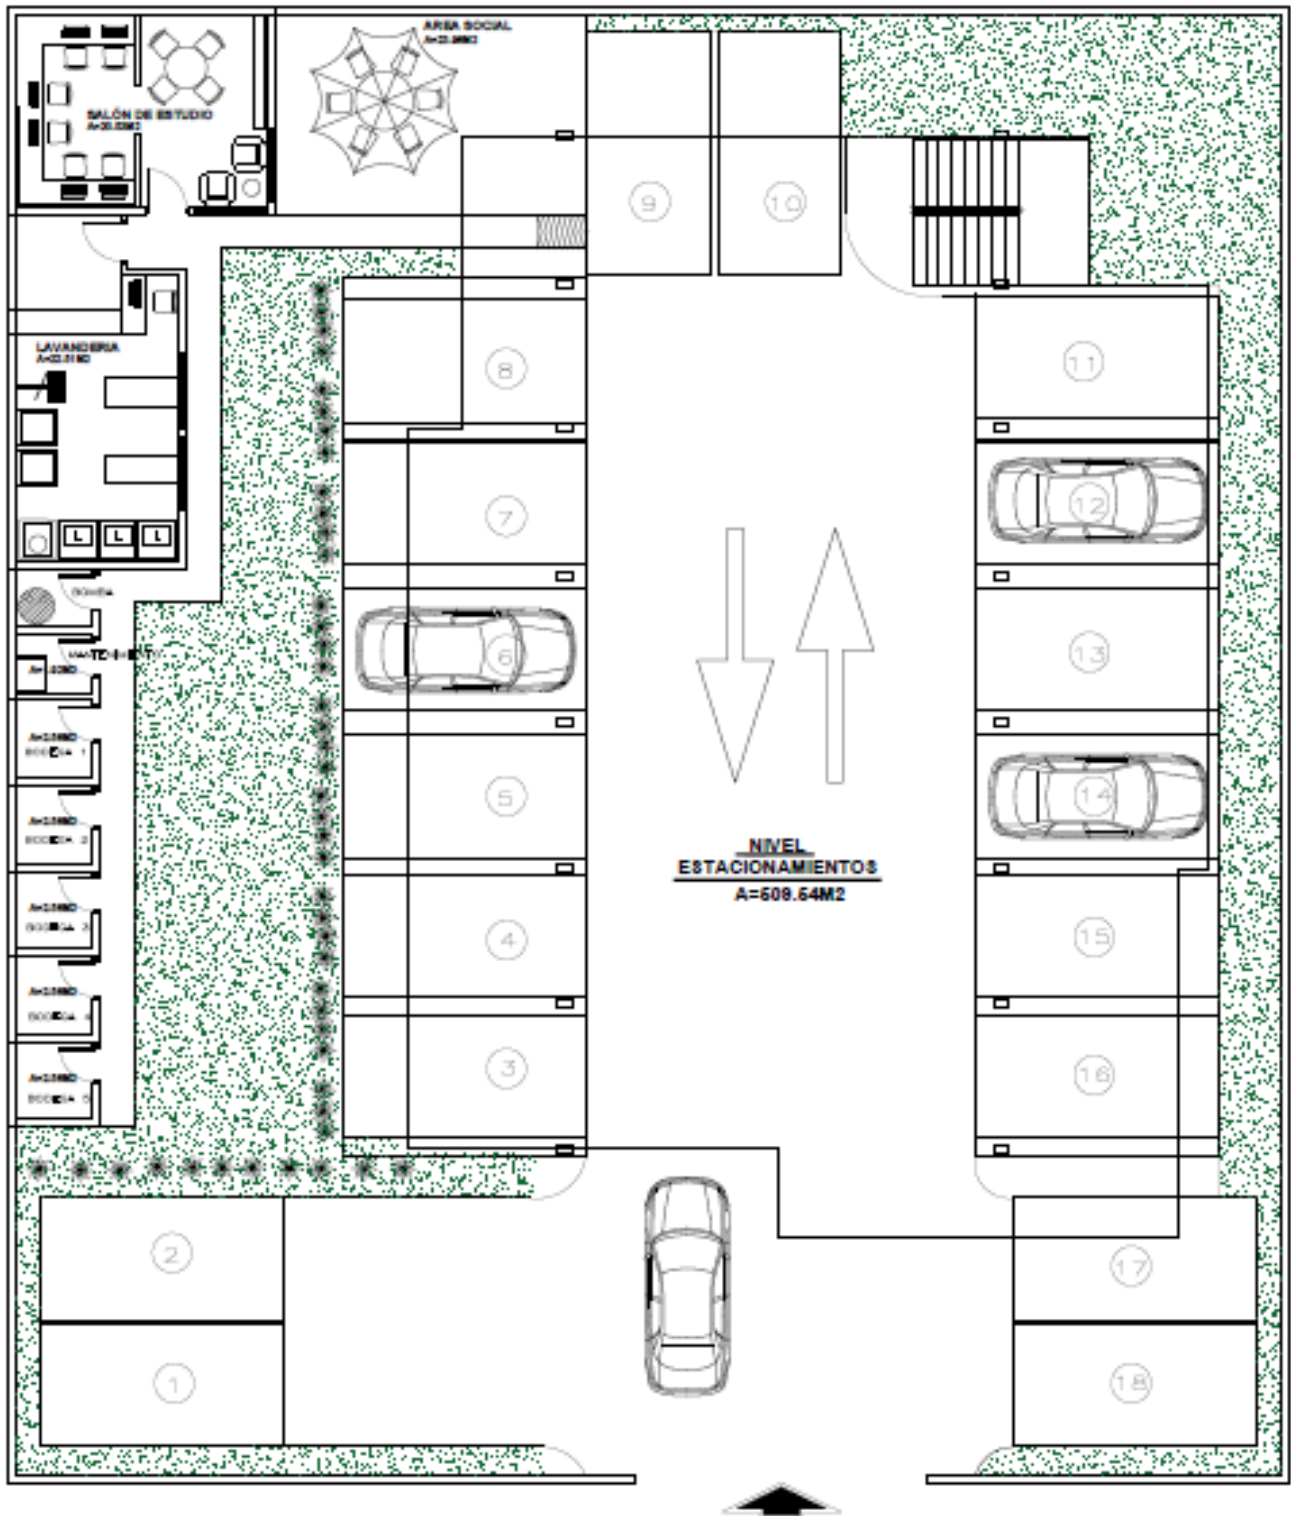 AREA SOCIAL
SALÓN DE ESTUDIO
9
10
LAVANDERIA
8
11
7
12
L
L
L
BOMBA
6
13
MANTENIMIENTO
BODEGA 1
5
14
BODEGA 2
NIVEL
ESTACIONAMIENTOS
A=509.54M2
BODEGA 3
4
15
BODEGA 4
3
16
BODEGA 5
2
17
1
18